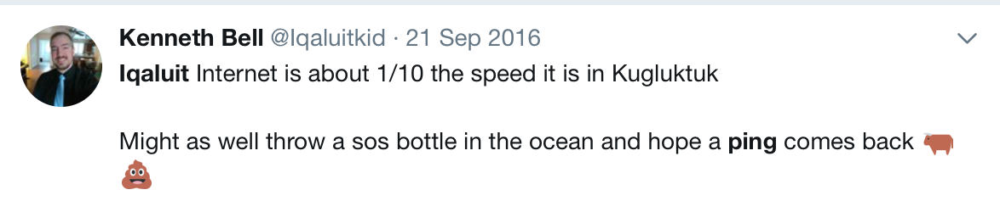 Kenneth Bell @Iqaluitkid · 21 Sep 2016
Iqaluit Internet is about 1/10 the speed it is in Kugluktuk
Might as well throw a sos bottle in the ocean and hope a ping comes back 🐂
💩